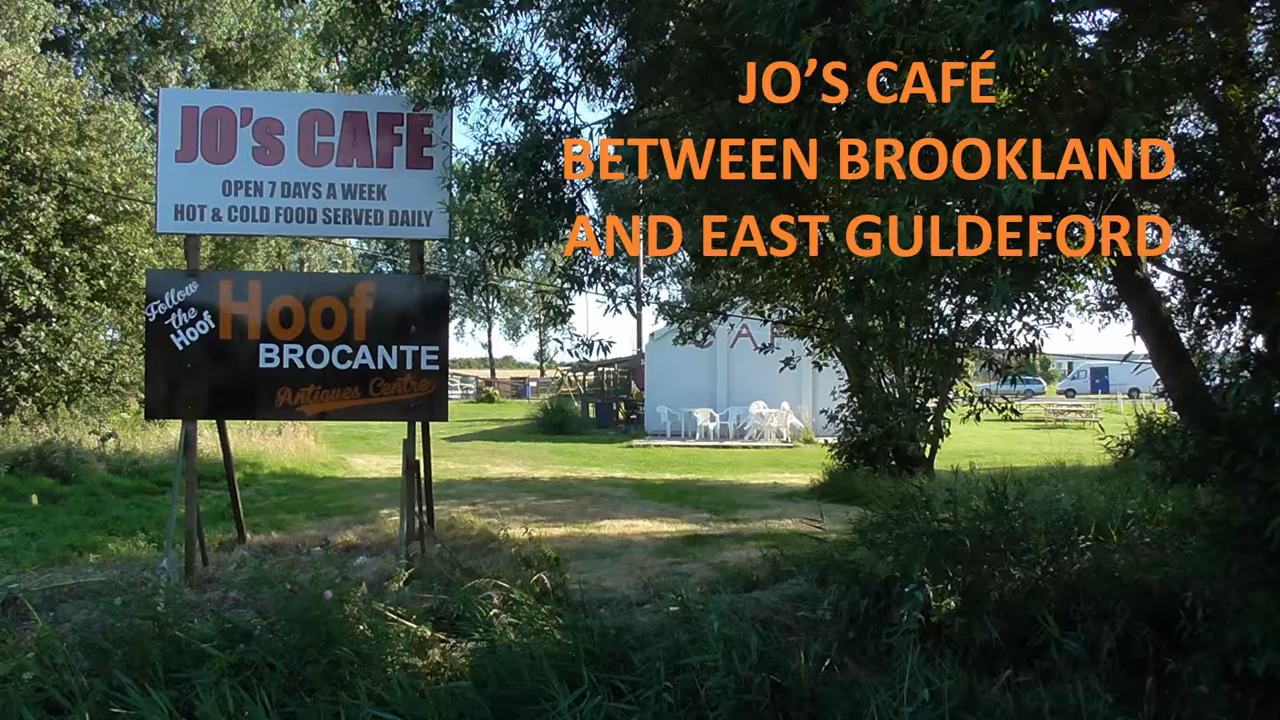 JO's CAFÉ
OPEN 7 DAYS A WEEK
HOT & COLD FOOD SERVED DAILY
Follow
the
Hoof
Hoof
BROCANTE
Antiques Centre
JO’S CAFÉ
BETWEEN BROOKLAND
AND EAST GULDEFORD